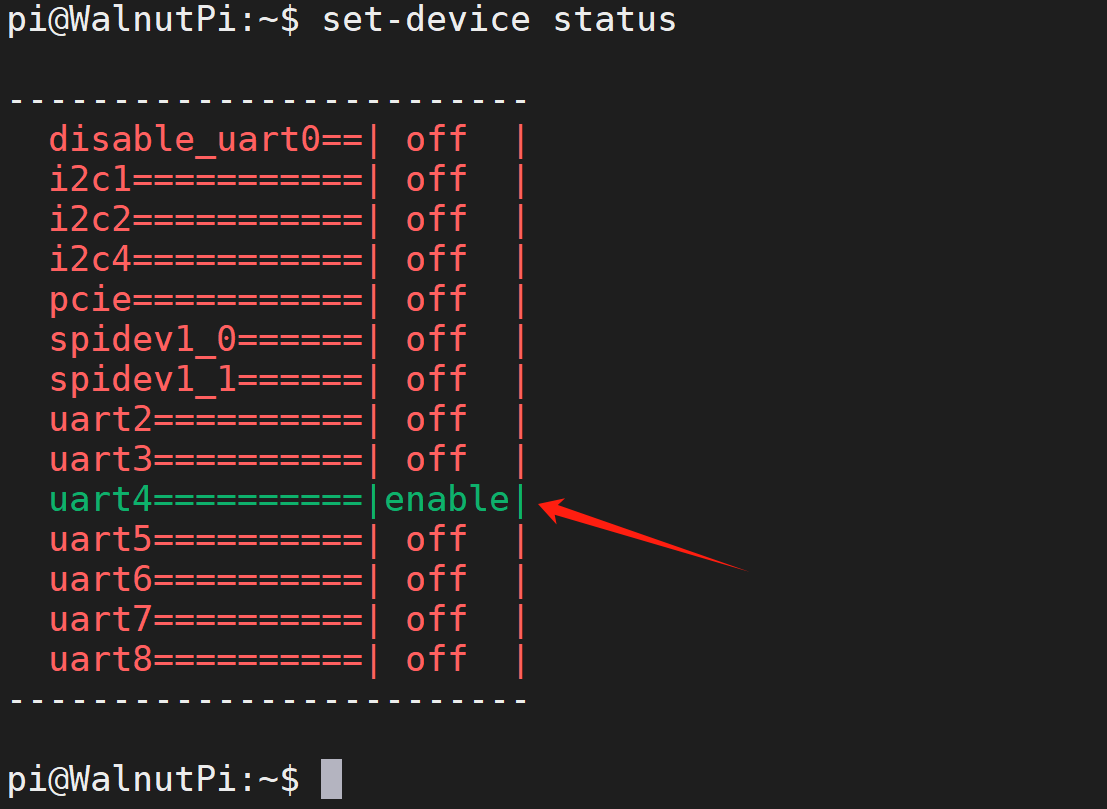 pi@WalnutPi:~$ set-device status
-------------------------
disable_uart0==| off  |
i2c1===========| off  |
i2c2===========| off  |
i2c4===========| off  |
pcie===========| off  |
spidev1_0======| off  |
spidev1_1======| off  |
uart2==========| off  |
uart3==========| off  |
uart4==========|enable|
uart5==========| off  |
uart6==========| off  |
uart7==========| off  |
uart8==========| off  |
-------------------------
pi@WalnutPi:~$